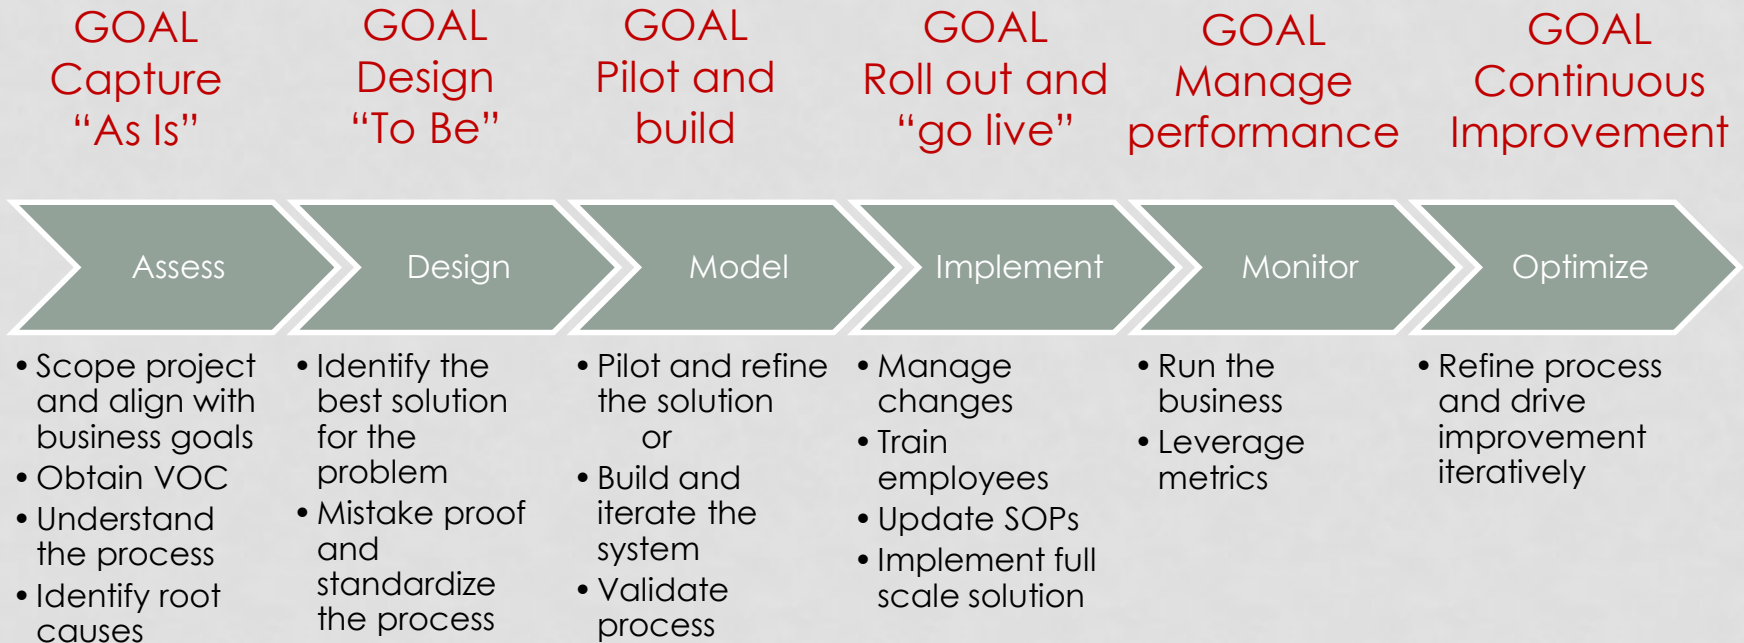 GOAL
Capture
“As Is”
GOAL
Design
“To Be”
GOAL
Pilot and
build
GOAL
Roll out and
“go live”
GOAL
Manage
performance
GOAL
Continuous
Improvement
Assess
Design
Model
Implement
Monitor
Optimize
• Scope project
and align with
business goals
• Obtain VOC
• Understand
the process
• Identify root
causes
• Identify the
best solution
for the
problem
• Mistake proof
and
standardize
the process
• Pilot and refine
the solution
or
• Build and
iterate the
system
• Validate
process
• Manage
changes
• Train
employees
• Update SOPs
• Implement full
scale solution
• Run the
business
• Leverage
metrics
• Refine process
and drive
improvement
iteratively